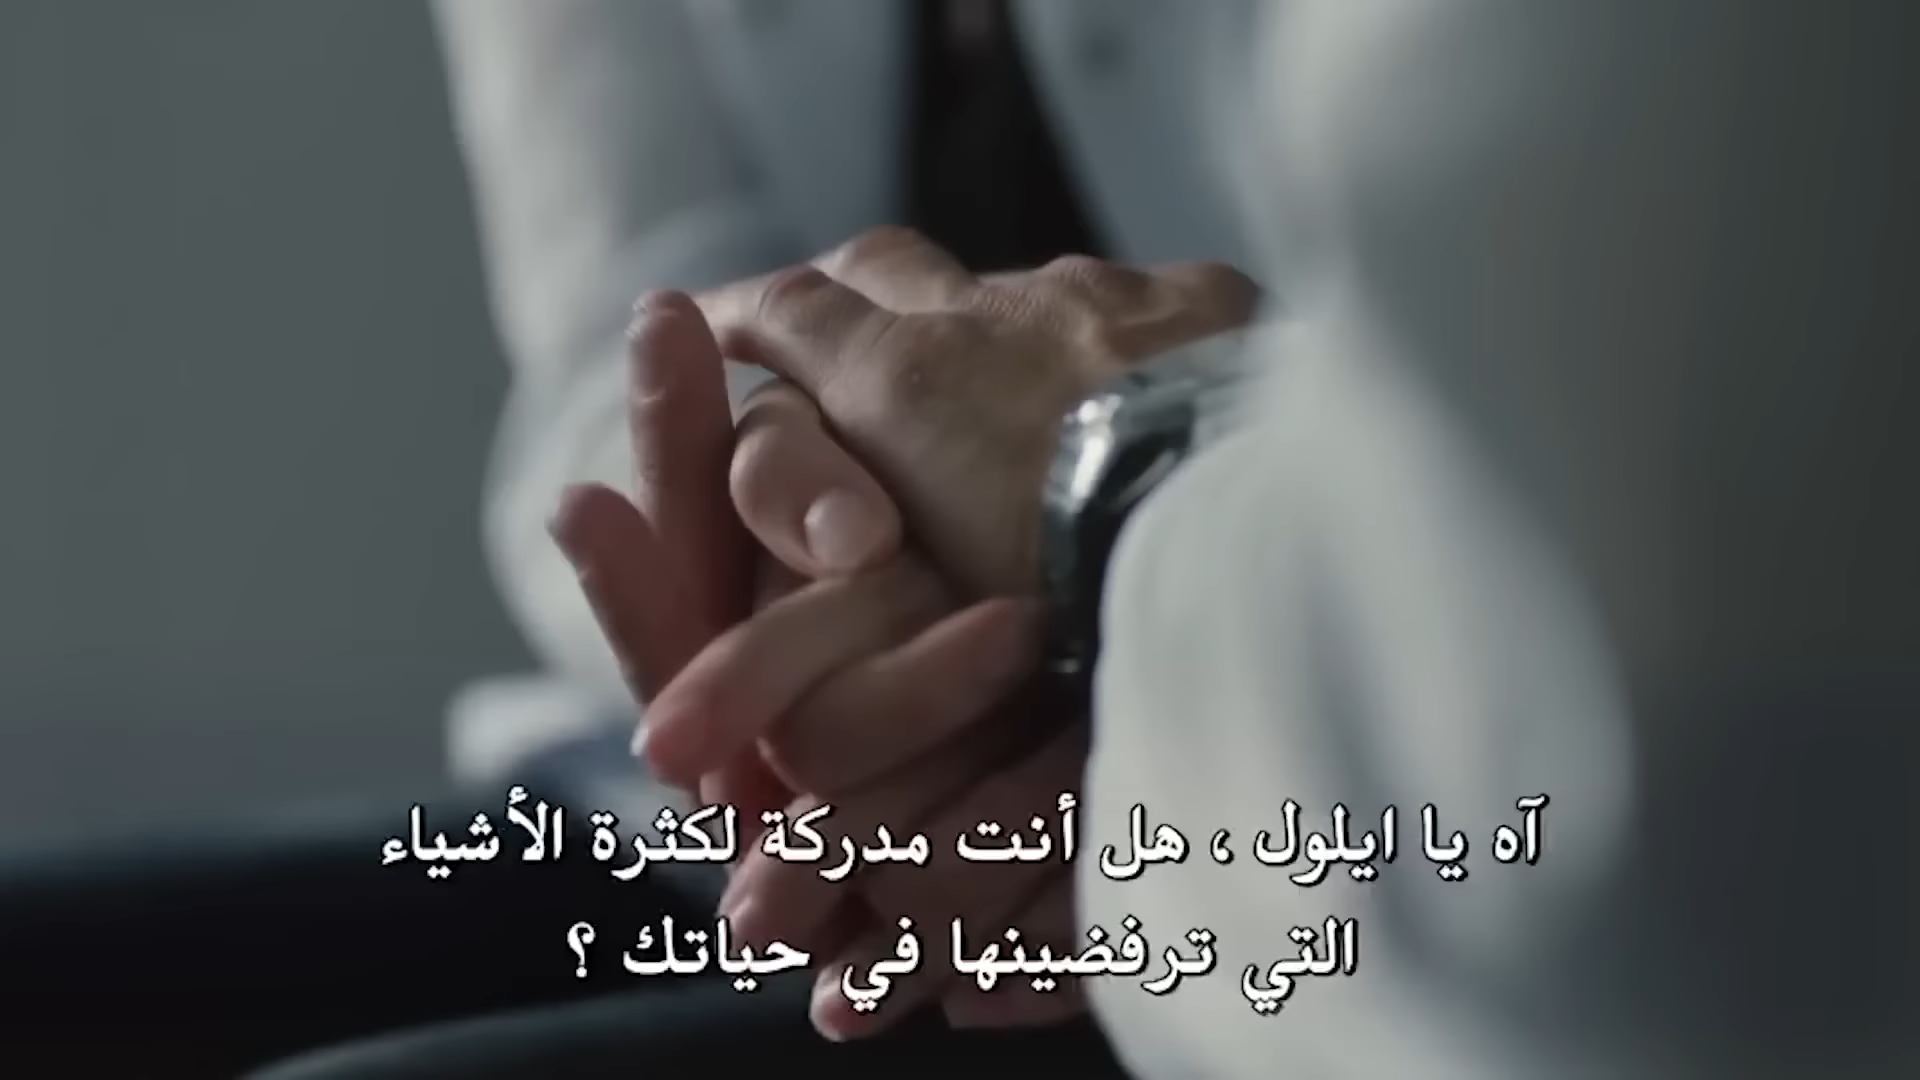 آه يا ايلول ، هل أنت مدركة لكثرة الأشياء
التي ترفضينها في حياتك ؟